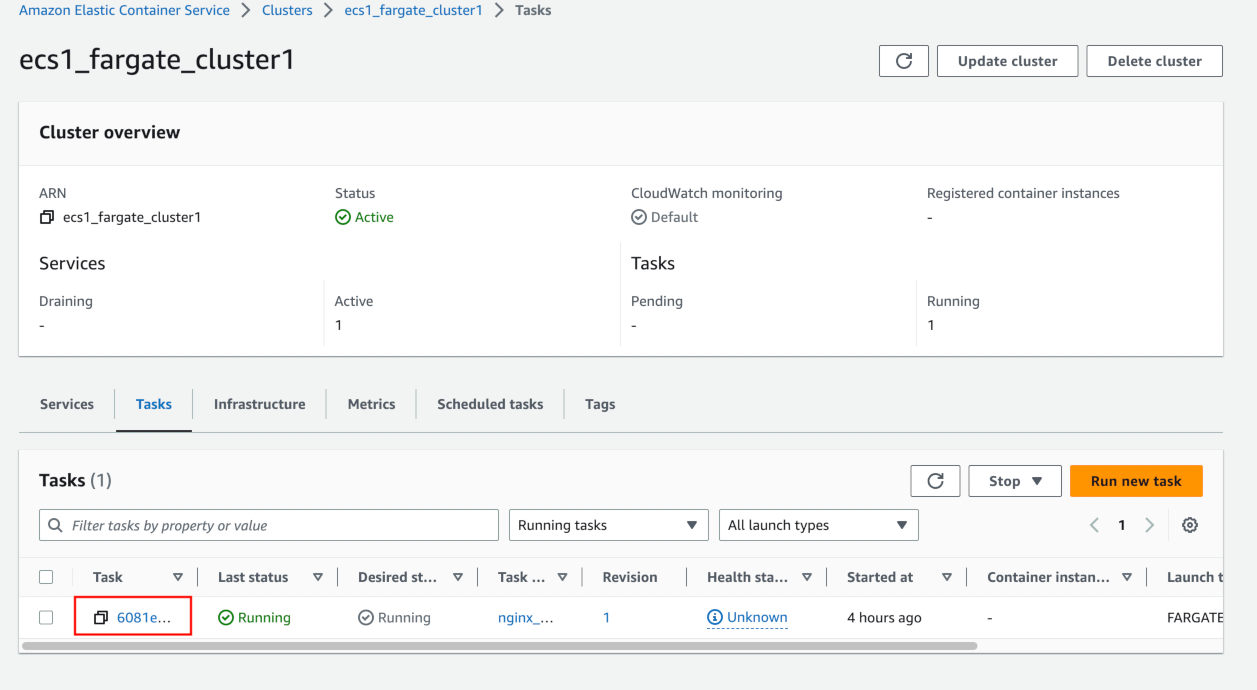 Amazon Elastic Container Service > Clusters > ecs1_fargate_cluster1 > Tasks
ecs1_fargate_cluster1
Update cluster
Delete cluster
Cluster overview
ARN
ecs1_fargate_cluster1
Status
Active
CloudWatch monitoring
Default
Registered container instances
-
Services
Draining
-
Active
1
Tasks
Pending
-
Running
1
Services
Tasks
Infrastructure
Metrics
Scheduled tasks
Tags
Tasks (1)
Stop
Run new task
Filter tasks by property or value
Running tasks
All launch types
1
Task
Last status
Desired st...
Task ...
Revision
Health sta...
Started at
Container instan...
Launch t
6081e...
Running
Running
nginx_...
1
Unknown
4 hours ago
-
FARGATE